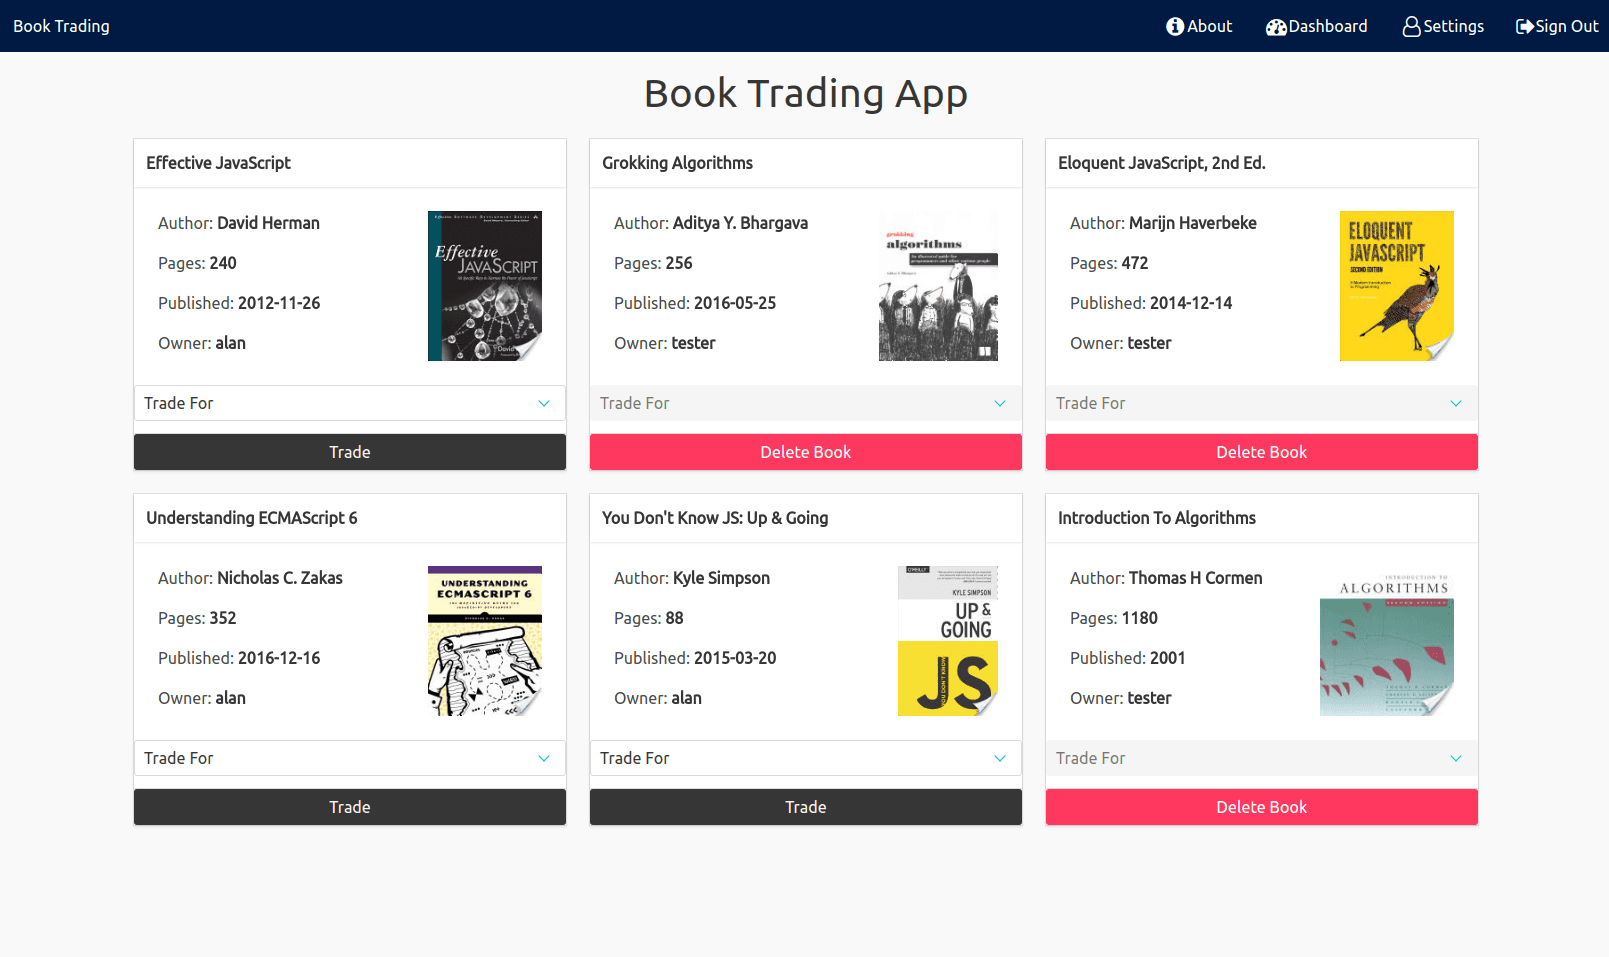 Book Trading
About
Dashboard
Settings
Sign Out
Book Trading App
Effective JavaScript
Author: David Herman
Pages: 240
Published: 2012-11-26
Owner: alan
Effective
JAVASCRIPT
David
Trade For
Trade
Grokking Algorithms
Author: Aditya Y. Bhargava
Pages: 256
Published: 2016-05-25
Owner: tester
grokking
algorithms
Trade For
Delete Book
Eloquent JavaScript, 2nd Ed.
Author: Marijn Haverbeke
Pages: 472
Published: 2014-12-14
Owner: tester
ELOQUENT
JAVASCRIPT
SECOND EDITION
Trade For
Delete Book
Understanding ECMAScript 6
Author: Nicholas C. Zakas
Pages: 352
Published: 2016-12-16
Owner: alan
UNDERSTANDING
ECMASCRIPT 6
Trade For
Trade
You Don't Know JS: Up & Going
Author: Kyle Simpson
Pages: 88
Published: 2015-03-20
Owner: alan
O'REILLY
KYLE SIMPSON
UP &
GOING
YOU DON'T KNOW
JS
Trade For
Trade
Introduction To Algorithms
Author: Thomas H Cormen
Pages: 1180
Published: 2001
Owner: tester
INTRODUCTION TO
ALGORITHMS
SECOND EDITION
Trade For
Delete Book